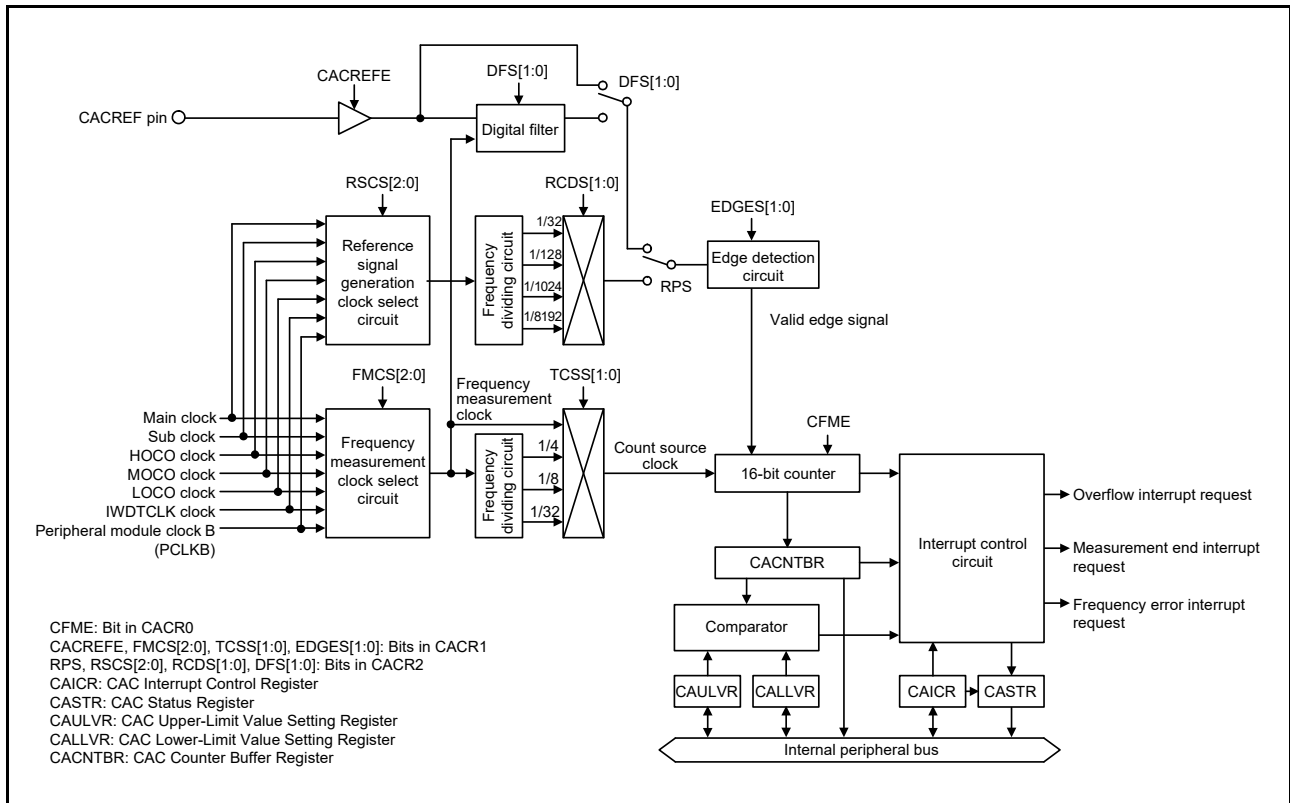 CACREFE
DFS[1:0]
DFS[1:0]
CACREF pin
Digital filter
RSCS[2:0]
RCDS[1:0]
EDGES[1:0]
Reference
signal
generation
clock select
circuit
Frequency
dividing circuit
1/32
1/128
1/1024
1/8192
RPS
Edge detection
circuit
Valid edge signal
FMCS[2:0]
Frequency
measurement
clock
TCSS[1:0]
Main clock
Sub clock
HOCO clock
MOCO clock
LOCO clock
IWDTCLK clock
Peripheral module clock B
(PCLKB)
Frequency
measurement
clock select
circuit
Frequency
dividing circuit
1/4
1/8
1/32
Count source
clock
CFME
16-bit counter
CACNTBR
Comparator
CAULVR
CALLVR
Interrupt control
circuit
CAICR
CASTR
Overflow interrupt request
Measurement end interrupt
request
Frequency error interrupt
request
Internal peripheral bus
CFME: Bit in CACR0
CACREFE, FMCS[2:0], TCSS[1:0], EDGES[1:0]: Bits in CACR1
RPS, RSCS[2:0], RCDS[1:0], DFS[1:0]: Bits in CACR2
CAICR: CAC Interrupt Control Register
CASTR: CAC Status Register
CAULVR: CAC Upper-Limit Value Setting Register
CALLVR: CAC Lower-Limit Value Setting Register
CACNTBR: CAC Counter Buffer Register